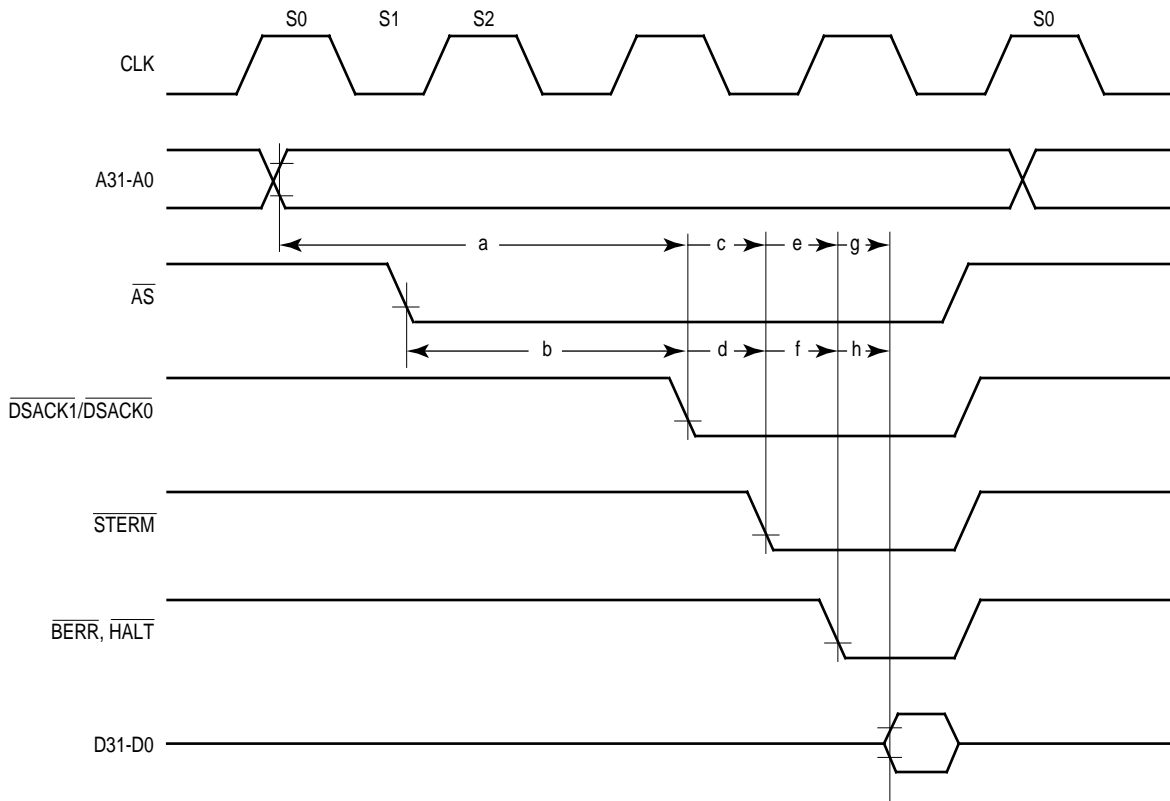 S0 S1 S2 S0
CLK
A31-A0
a c e g
AS
b d f h
DSACK1/DSACK0
STERM
BERR, HALT
D31-D0